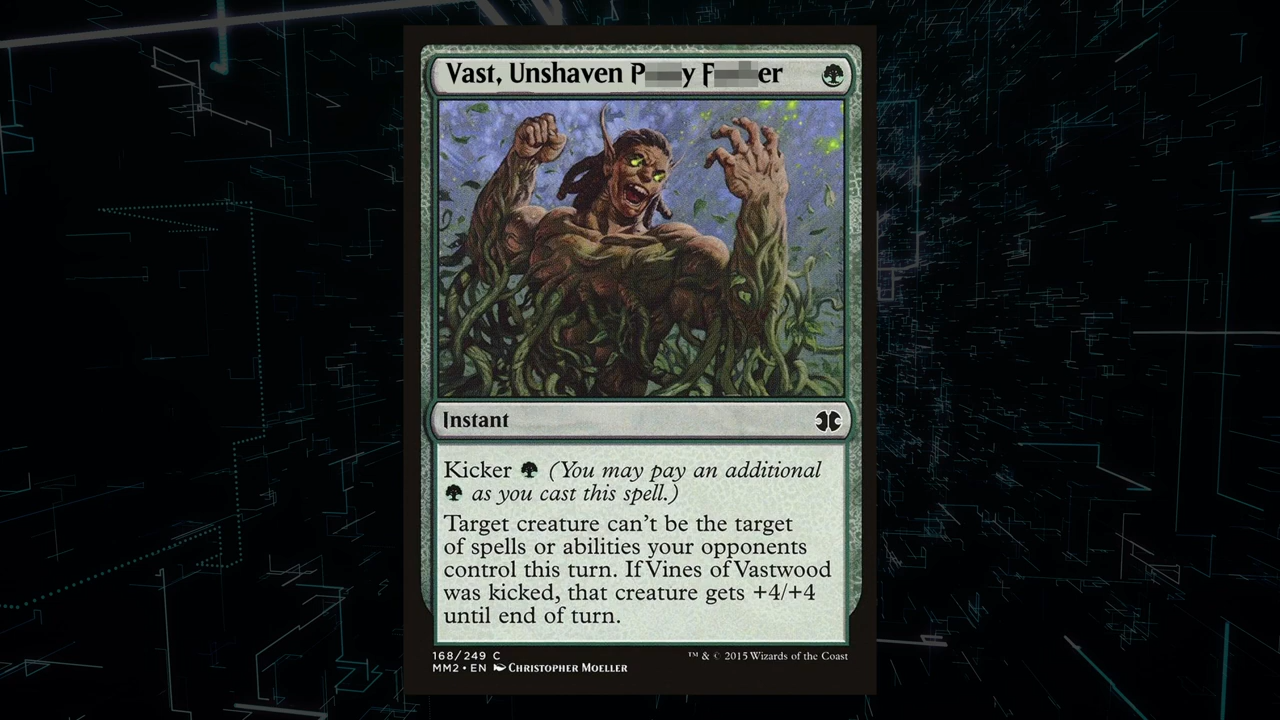 Vast, Unshaven
Instant
Kicker (You may pay an additional
as you cast this spell.)
Target creature can't be the target
of spells or abilities your opponents
control this turn. If Vines of Vastwood
was kicked, that creature gets +4/+4
until end of turn.
168/249 C
MM2 • EN Christopher Moeller
™ & © 2015 Wizards of the Coast